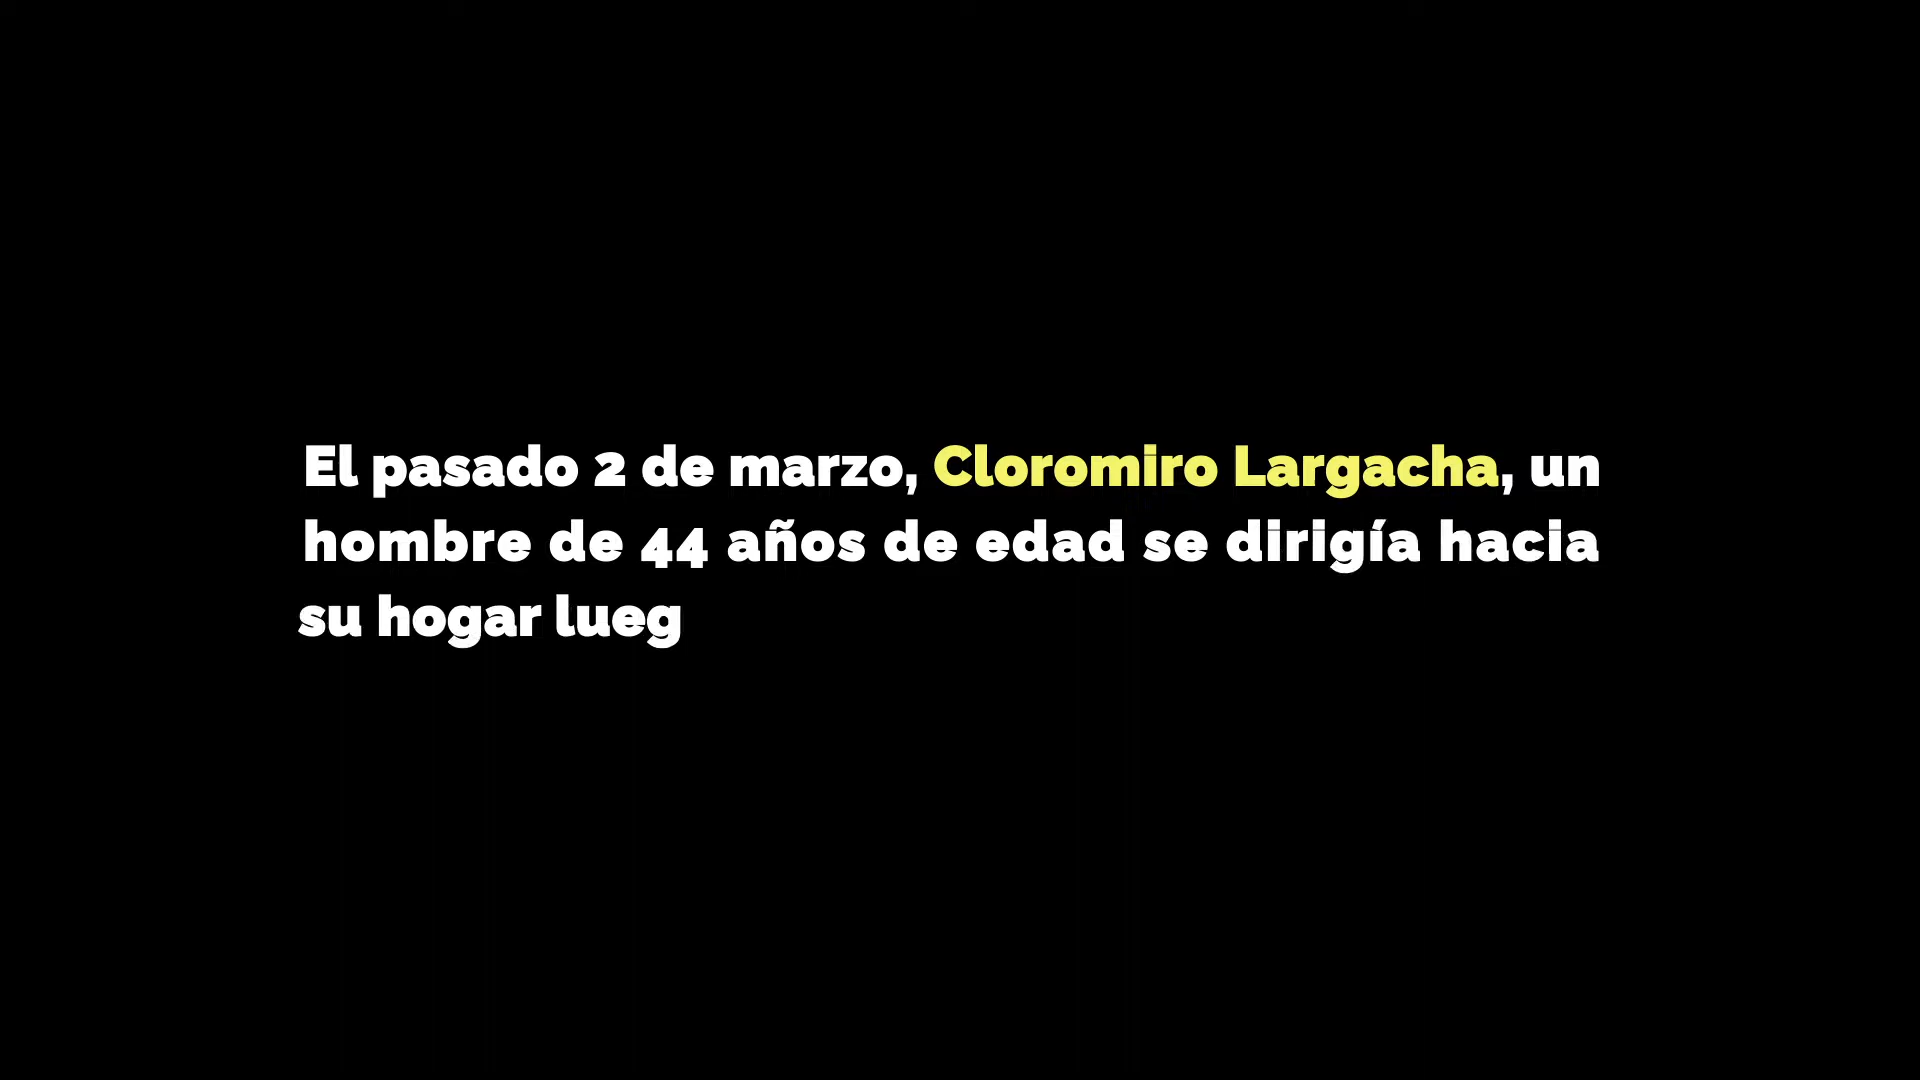 El pasado 2 de marzo, Cloromiro Largacha, un
hombre de 44 años de edad se dirigía hacia
su hogar lueg